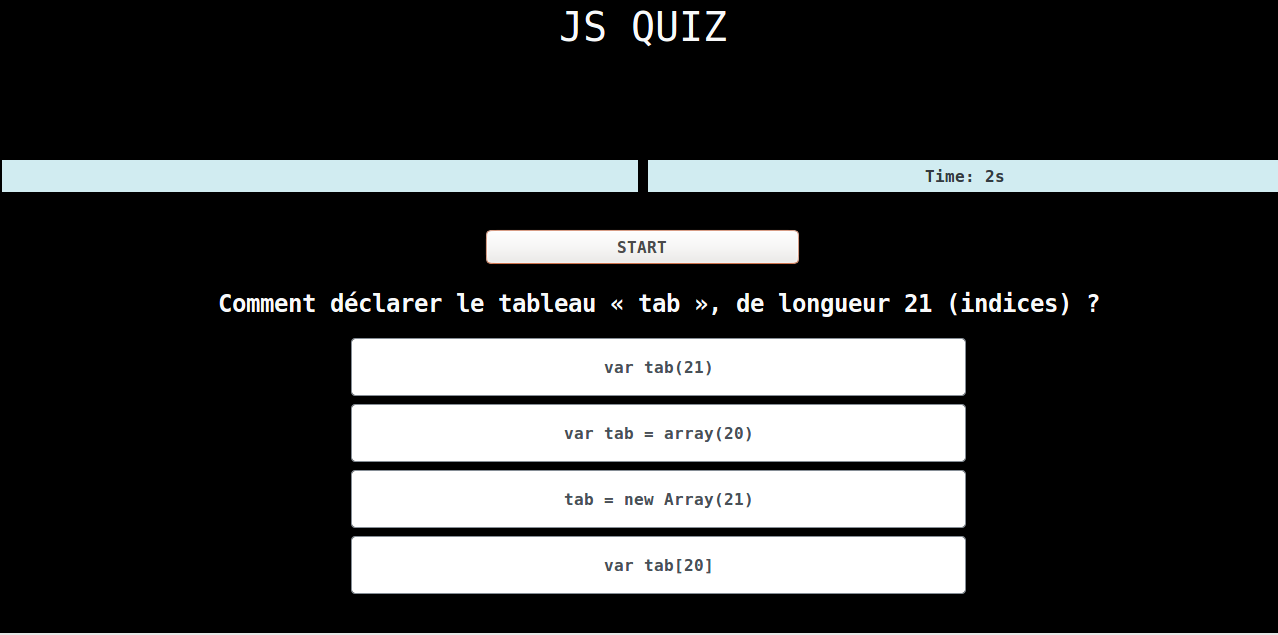 JS QUIZ
Time: 2s
START
Comment déclarer le tableau « tab », de longueur 21 (indices) ?
var tab(21)
var tab = array(20)
tab = new Array(21)
var tab[20]